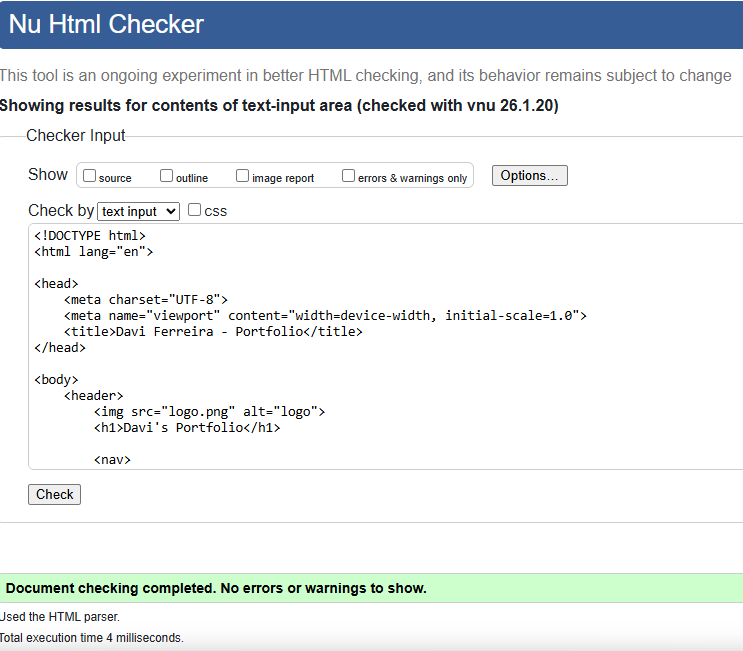 Nu Html Checker
This tool is an ongoing experiment in better HTML checking, and its behavior remains subject to change
Showing results for contents of text-input area (checked with vnu 26.1.20)
Checker Input
Show source outline image report errors & warnings only Options...
Check by text input css
<!DOCTYPE html>
<html lang="en">
<head>
<meta charset="UTF-8">
<meta name="viewport" content="width=device-width, initial-scale=1.0">
<title>Davi Ferreira - Portfolio</title>
</head>
<body>
<header>
<img src="logo.png" alt="logo">
<h1>Davi's Portfolio</h1>
<nav>
Check
Document checking completed. No errors or warnings to show.
Used the HTML parser.
Total execution time 4 milliseconds.